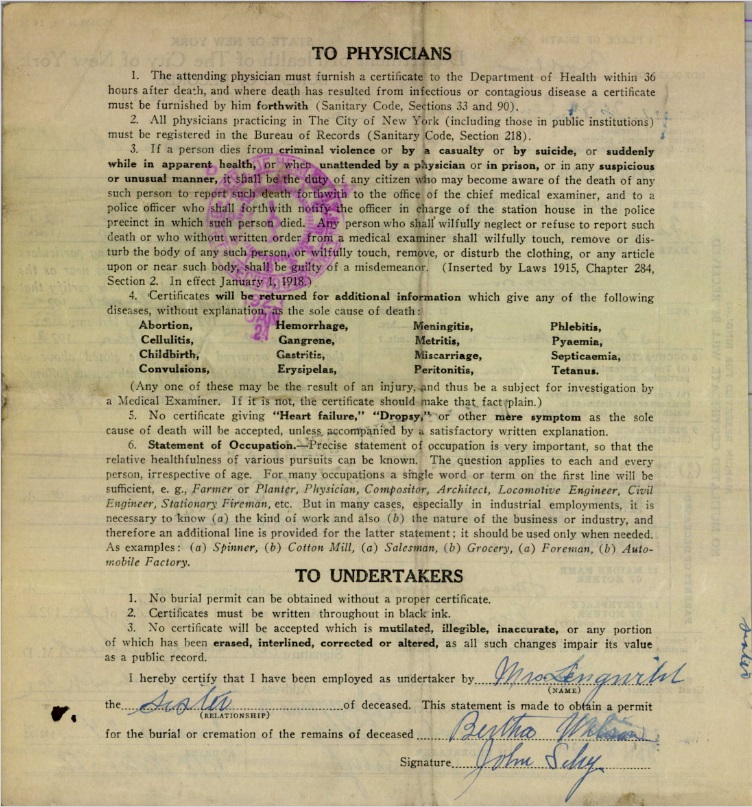 TO PHYSICIANS
1. The attending physician must furnish a certificate to the Department of Health within 36
hours after death, and where death has resulted from infectious or contagious disease a certificate
must be furnished by him forthwith (Sanitary Code, Sections 33 and 90).
2. All physicians practicing in The City of New York (including those in public institutions)
must be registered in the Bureau of Records (Sanitary Code, Section 218).
3. If a person dies from criminal violence or by a casualty or by suicide, or suddenly
while in apparent health, or when unattended by a physician or in prison, or in any suspicious
or unusual manner, it shall be the duty of any citizen who may become aware of the death of any
such person to report such death forthwith to the office of the chief medical examiner, and to a
police officer who shall forthwith notify the officer in charge of the station house in the police
precinct in which such person died. Any person who shall wilfully neglect or refuse to report such
death or who without written order from a medical examiner shall wilfully touch, remove or dis-
turb the body of any such person, or wilfully touch, remove, or disturb the clothing, or any article
upon or near such body, shall be guilty of a misdemeanor. (Inserted by Laws 1915, Chapter 284,
Section 2. In effect January 1, 1918.)
4. Certificates will be returned for additional information which give any of the following
diseases, without explanation, as the sole cause of death:
Abortion, Hemorrhage, Meningitis, Phlebitis,
Cellulitis, Gangrene, Metritis, Pyaemia,
Childbirth, Gastritis, Miscarriage, Septicaemia,
Convulsions, Erysipelas, Peritonitis, Tetanus.
(Any one of these may be the result of an injury, and thus be a subject for investigation by
a Medical Examiner. If it is not, the certificate should make that fact plain.)
5. No certificate giving "Heart failure," "Dropsy," or other mere symptom as the sole
cause of death will be accepted, unless accompanied by a satisfactory written explanation.
6. Statement of Occupation.—Precise statement of occupation is very important, so that the
relative healthfulness of various pursuits can be known. The question applies to each and every
person, irrespective of age. For many occupations a single word or term on the first line will be
sufficient, e. g., Farmer or Planter, Physician, Compositor, Architect, Locomotive Engineer, Civil
Engineer, Stationary Fireman, etc. But in many cases, especially in industrial employments, it is
necessary to know (a) the kind of work and also (b) the nature of the business or industry, and
therefore an additional line is provided for the latter statement; it should be used only when needed.
As examples: (a) Spinner, (b) Cotton Mill, (a) Salesman, (b) Grocery, (a) Foreman, (b) Auto-
mobile Factory.
TO UNDERTAKERS
1. No burial permit can be obtained without a proper certificate.
2. Certificates must be written throughout in black ink.
3. No certificate will be accepted which is mutilated, illegible, inaccurate, or any portion
of which has been erased, interlined, corrected or altered, as all such changes impair its value
as a public record.
I hereby certify that I have been employed as undertaker by Mrs
(NAME)
the sister of deceased. This statement is made to obtain a permit
(RELATIONSHIP)
for the burial or cremation of the remains of deceased Bertha
Signature John